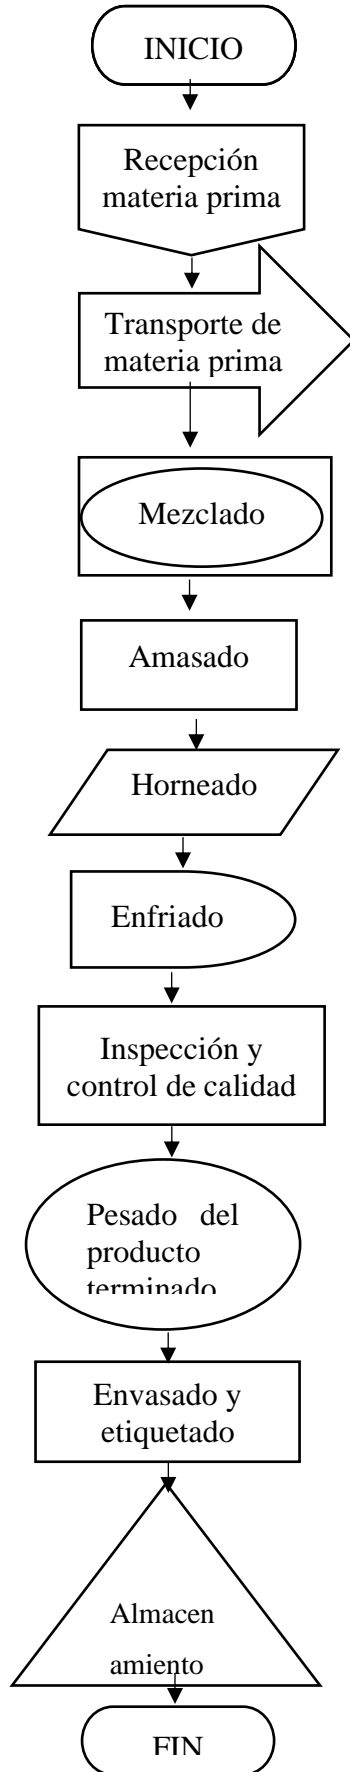 INICIO
Recepción
materia prima
Transporte de
materia prima
Mezclado
Amasado
Horneado
Enfriado
Inspección y
control de calidad
Pesado del
producto
terminado
Envasado y
etiquetado
Almacen
amiento
FIN